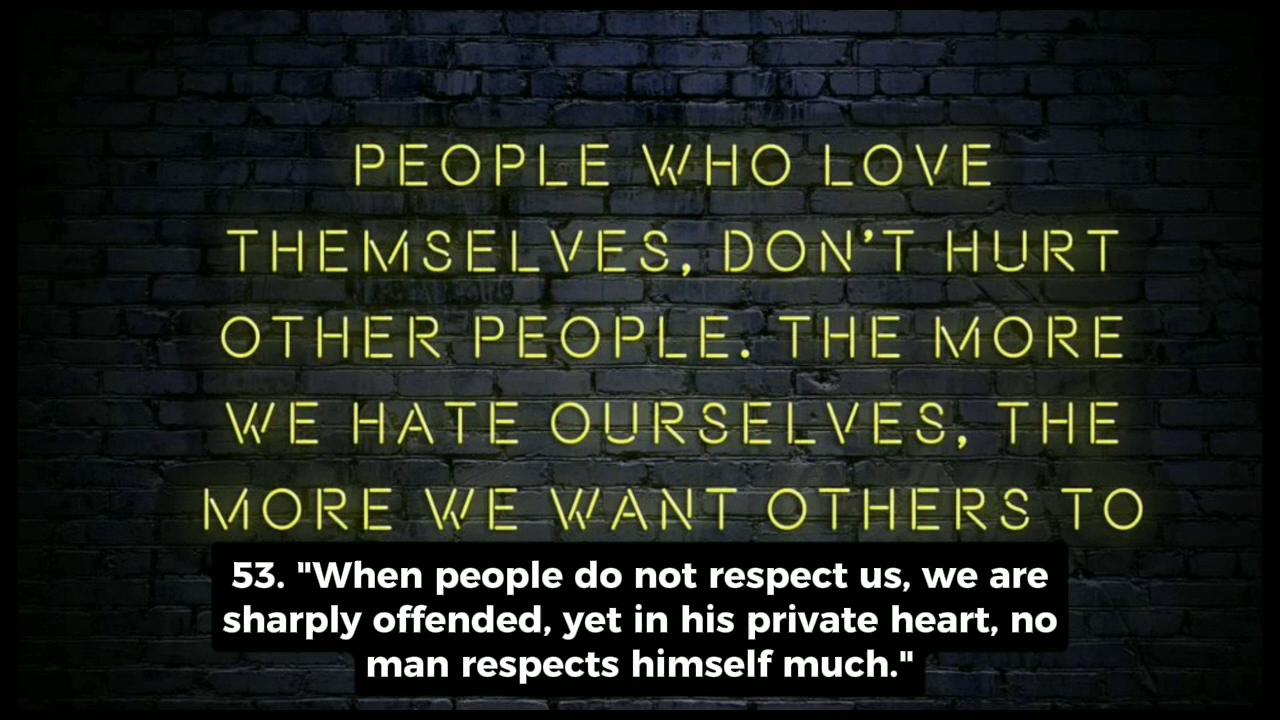 PEOPLE WHO LOVE
THEMSELVES, DON'T HURT
OTHER PEOPLE. THE MORE
WE HATE OURSELVES, THE
MORE WE WANT OTHERS TO
53. "When people do not respect us, we are
sharply offended, yet in his private heart, no
man respects himself much."